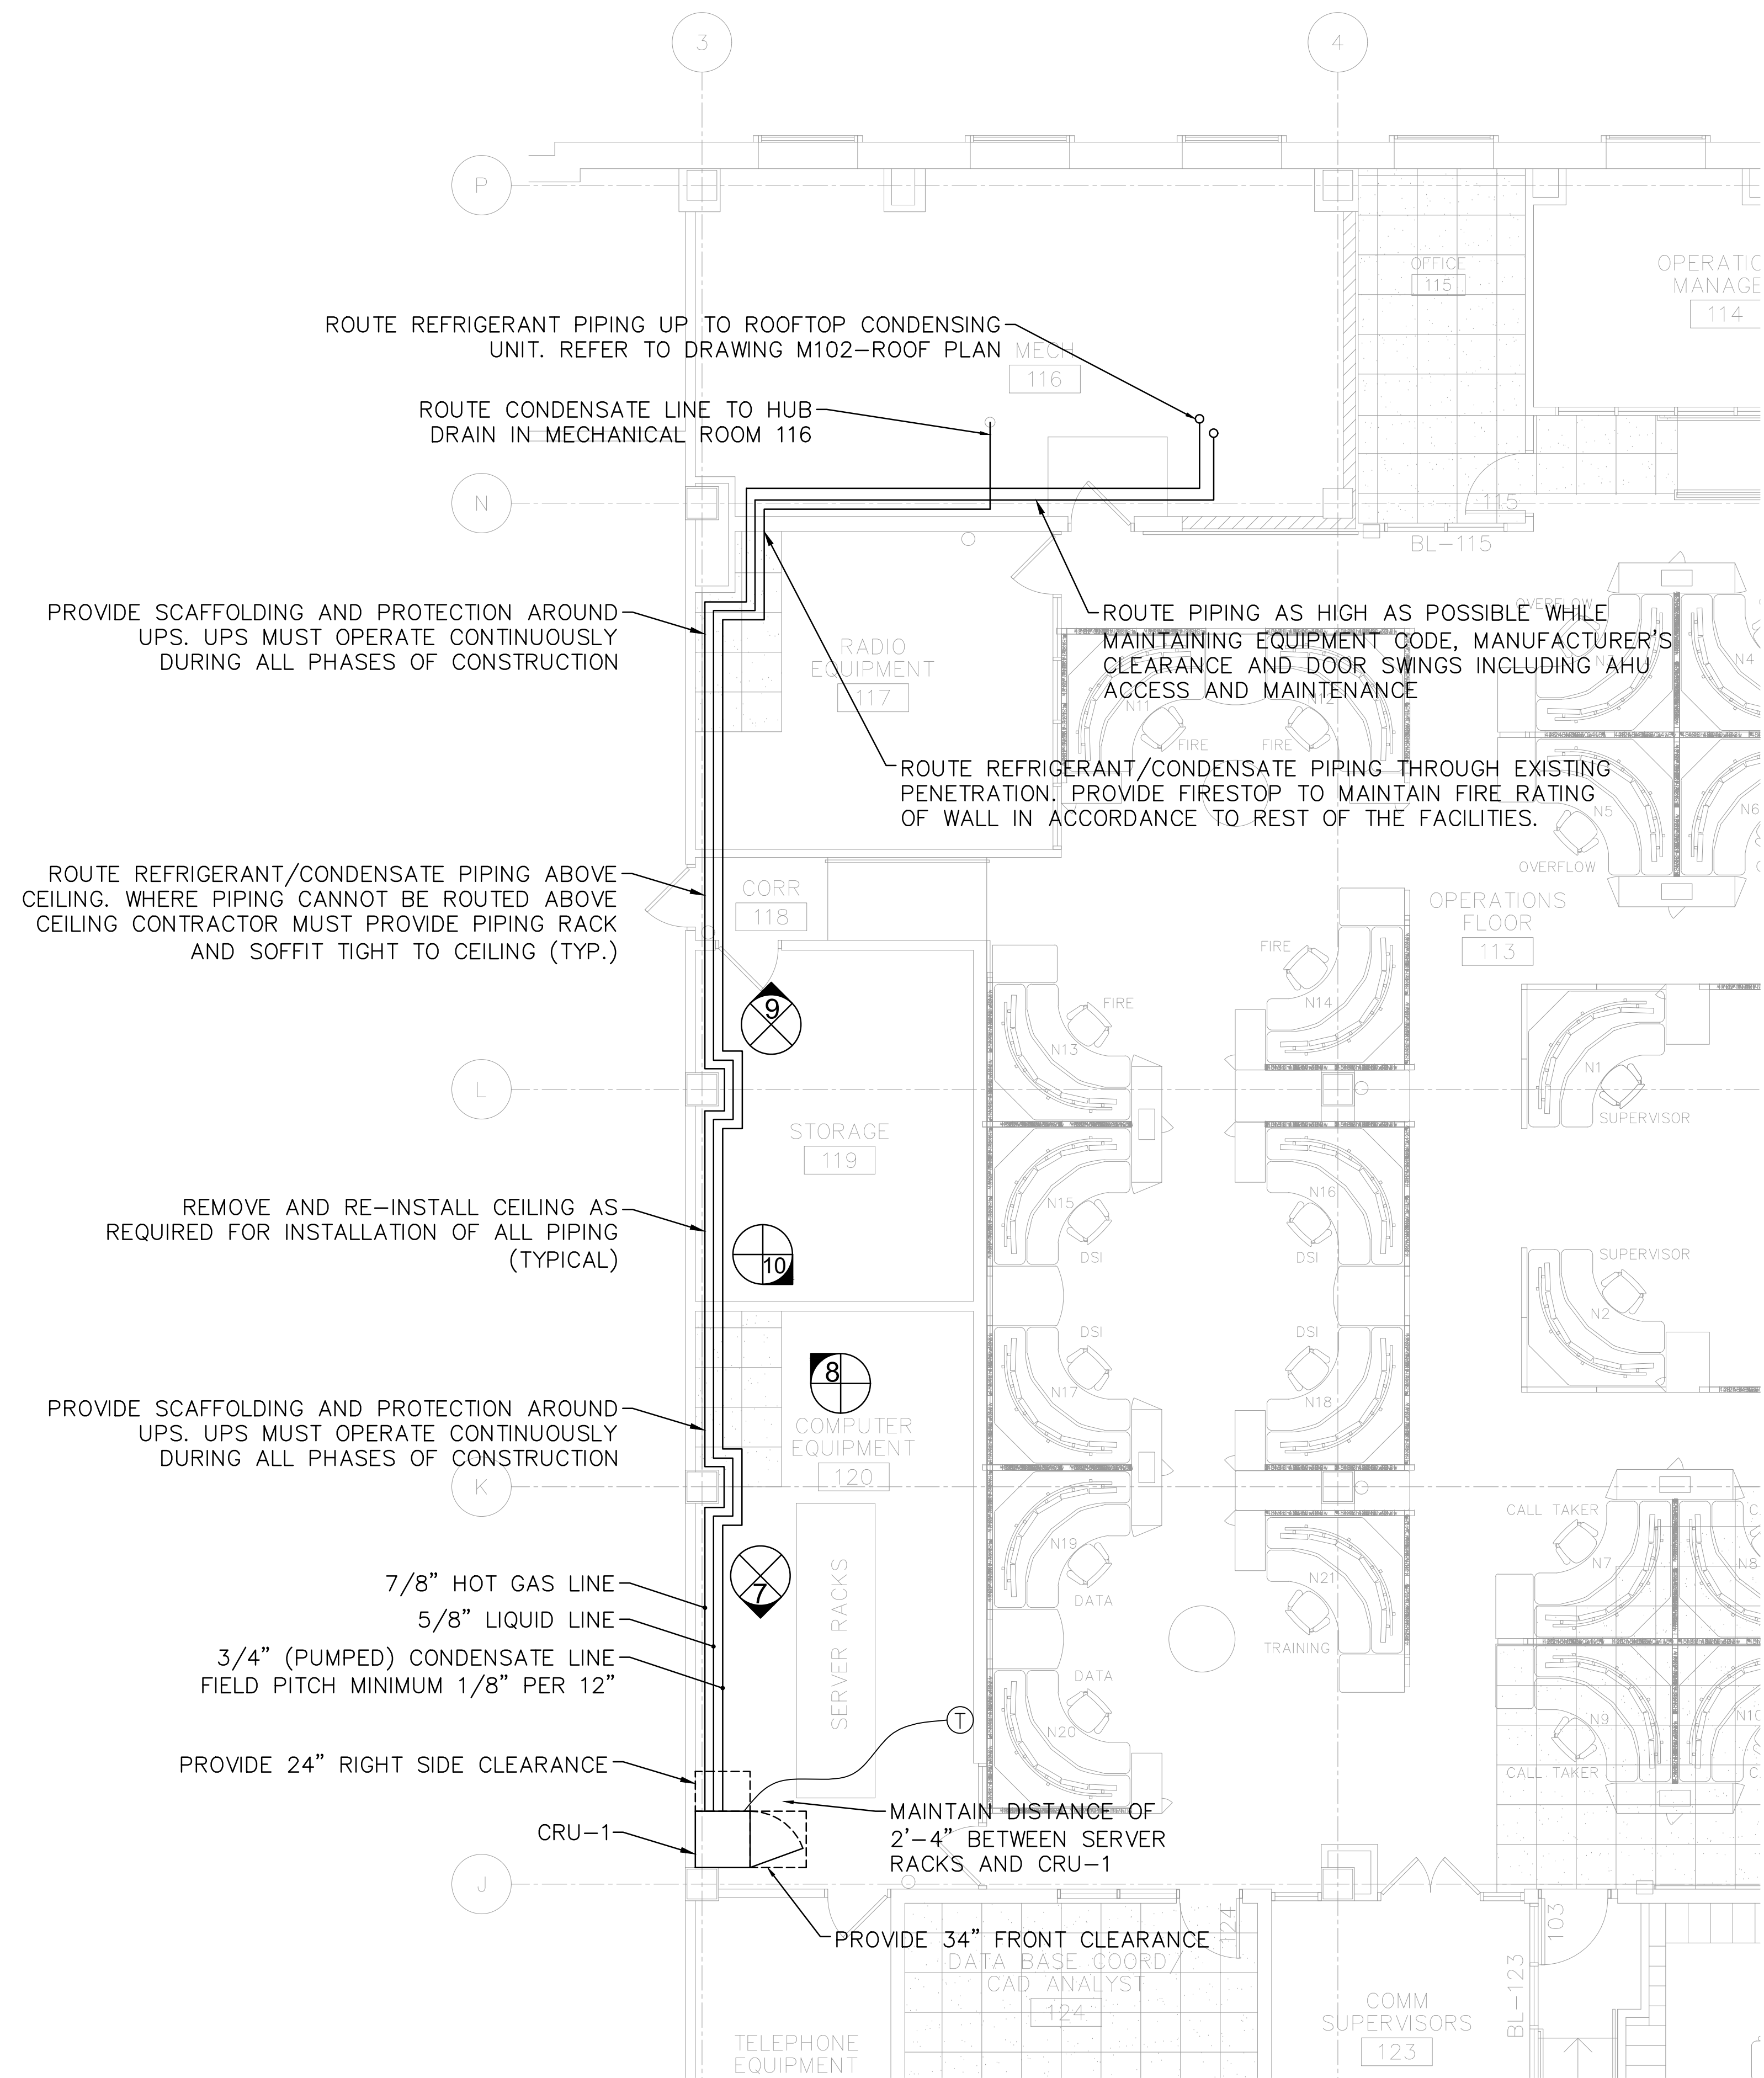 3
4
P
OFFICE
115
OPERATIO
MANAGE
114
ROUTE REFRIGERANT PIPING UP TO ROOFTOP CONDENSING
UNIT. REFER TO DRAWING M102-ROOF PLAN
MECH
116
ROUTE CONDENSATE LINE TO HUB
DRAIN IN MECHANICAL ROOM 116
N
115
BL-115
PROVIDE SCAFFOLDING AND PROTECTION AROUND
UPS. UPS MUST OPERATE CONTINUOUSLY
DURING ALL PHASES OF CONSTRUCTION
RADIO
EQUIPMENT
117
ROUTE PIPING AS HIGH AS POSSIBLE WHILE
MAINTAINING EQUIPMENT CODE, MANUFACTURER'S
CLEARANCE AND DOOR SWINGS INCLUDING AHU
ACCESS AND MAINTENANCE
OVERFLOW
N3
N4
N11
N12
FIRE
FIRE
ROUTE REFRIGERANT/CONDENSATE PIPING THROUGH EXISTING
PENETRATION. PROVIDE FIRESTOP TO MAINTAIN FIRE RATING
OF WALL IN ACCORDANCE TO REST OF THE FACILITIES.
N5
N6
OVERFLOW
ROUTE REFRIGERANT/CONDENSATE PIPING ABOVE
CEILING. WHERE PIPING CANNOT BE ROUTED ABOVE
CEILING CONTRACTOR MUST PROVIDE PIPING RACK
AND SOFFIT TIGHT TO CEILING (TYP.)
CORR
118
OPERATIONS
FLOOR
113
FIRE
N14
FIRE
N13
9
L
N1
SUPERVISOR
STORAGE
119
REMOVE AND RE-INSTALL CEILING AS
REQUIRED FOR INSTALLATION OF ALL PIPING
(TYPICAL)
N15
DSI
N16
DSI
10
SUPERVISOR
N2
DSI
N17
DSI
N18
8
PROVIDE SCAFFOLDING AND PROTECTION AROUND
UPS. UPS MUST OPERATE CONTINUOUSLY
DURING ALL PHASES OF CONSTRUCTION
COMPUTER
EQUIPMENT
120
K
CALL TAKER
C
N7
N8
N19
DATA
N21
TRAINING
7
SERVER RACKS
7/8" HOT GAS LINE
5/8" LIQUID LINE
3/4" (PUMPED) CONDENSATE LINE
FIELD PITCH MINIMUM 1/8" PER 12"
DATA
N20
T
N9
N10
CALL TAKER
C
PROVIDE 24" RIGHT SIDE CLEARANCE
CRU-1
MAINTAIN DISTANCE OF
2'-4" BETWEEN SERVER
RACKS AND CRU-1
J
PROVIDE 34" FRONT CLEARANCE
124
103
BL-123
DATA BASE COORD/
CAD ANALYST
124
COMM
SUPERVISORS
123
TELEPHONE
EQUIPMENT